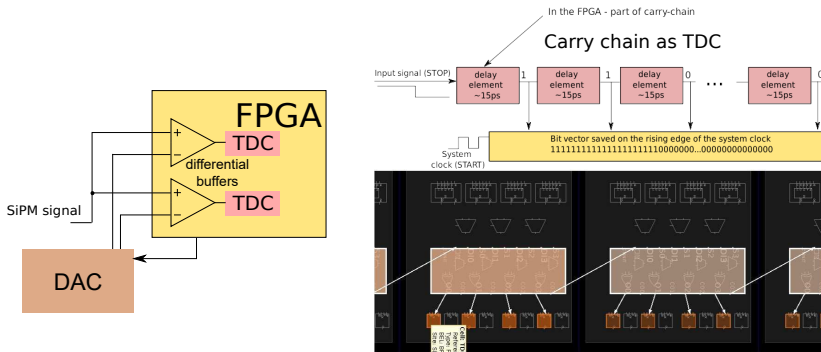 FPGA
TDC
differential
buffers
TDC
SiPM signal
DAC
In the FPGA - part of carry-chain
Carry chain as TDC
Input signal (STOP)
delay
element
~15ps
1
delay
element
~15ps
1
delay
element
~15ps
0
...
delay
element
~15ps
0
System
clock (START)
Bit vector saved on the rising edge of the system clock